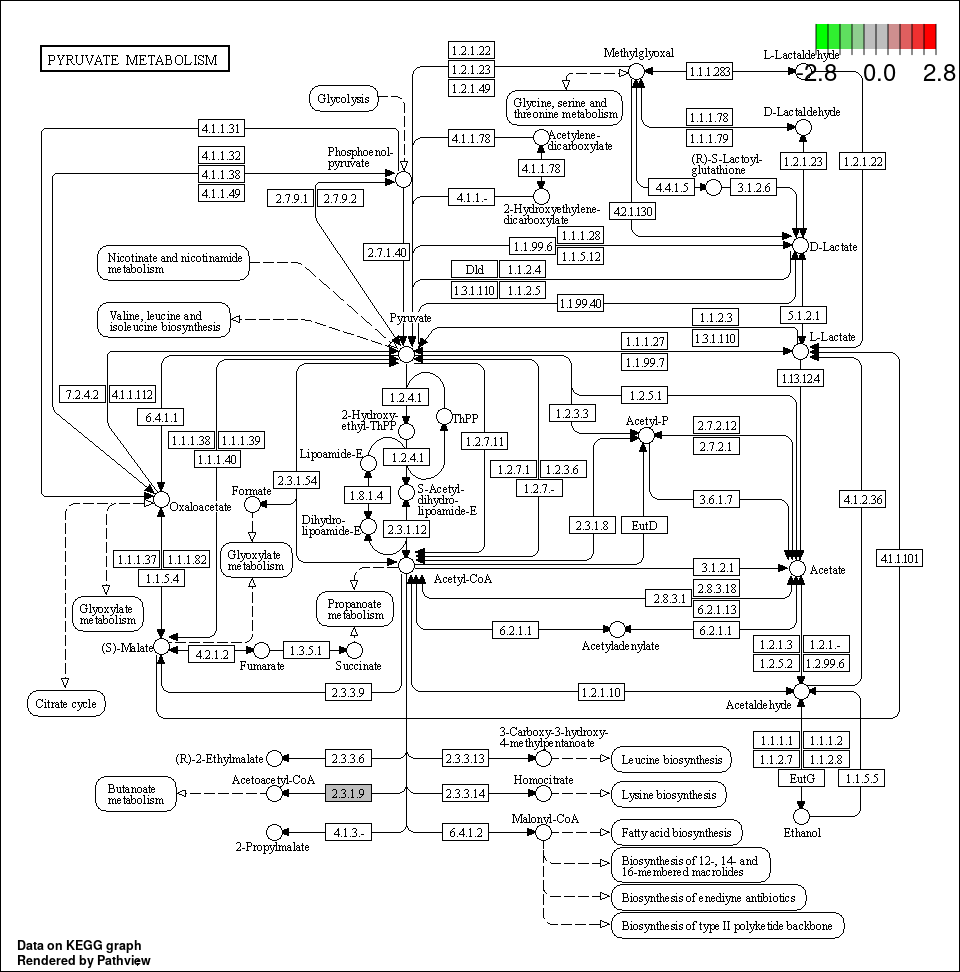 PYRUVATE METABOLISM
-2.8 0.0 2.8
Glycolysis
1.2.1.22
1.2.1.23
1.2.1.49
Methylglyoxal
1.1.1.283
L-Lactaldehyde
Glycine, serine and
threonine metabolism
4.1.1.31
4.1.1.32
4.1.1.38
4.1.1.49
Phosphoenol-
pyruvate
4.1.1.78
Acetylene-
dicarboxylate
4.1.1.78
4.1.1.-
2-Hydroxyethylene-
dicarboxylate
1.1.1.78
1.1.1.79
D-Lactaldehyde
(R)-S-Lactoyl-
glutathione
4.4.1.5
3.1.2.6
1.2.1.23
1.2.1.22
2.7.9.1
2.7.9.2
4.2.1.130
2.7.1.40
1.1.99.6
1.1.1.28
1.1.5.12
D-Lactate
Nicotinate and nicotinamide
metabolism
Dld
1.1.2.4
1.3.1.110
1.1.2.5
1.1.99.40
Valine, leucine and
isoleucine biosynthesis
Pyruvate
1.1.2.3
1.3.1.110
5.1.2.1
L-Lactate
1.1.1.27
1.1.99.7
1.13.12.4
7.2.4.2
4.1.1.112
6.4.1.1
1.2.4.1
1.2.5.1
1.2.3.3
2-Hydroxy-
ethyl-ThPP
ThPP
Acetyl-P
2.7.2.12
2.7.2.1
1.1.1.38
1.1.1.39
1.1.1.40
Lipoamide-E
1.2.4.1
1.2.7.11
1.2.7.1
1.2.3.6
1.2.7.-
2.3.1.54
Formate
1.8.1.4
S-Acetyl-
dihydro-
lipoamide-E
3.6.1.7
4.1.2.36
Oxaloacetate
Dihydro-
lipoamide-E
2.3.1.12
2.3.1.8
EutD
1.1.1.37
1.1.1.82
1.1.5.4
Glyoxylate
metabolism
4.1.1.101
Acetyl-CoA
3.1.2.1
Acetate
Glyoxylate
metabolism
Propanoate
metabolism
2.8.3.18
2.8.3.1
6.2.1.13
6.2.1.1
6.2.1.1
Acetyladenylate
(S)-Malate
4.2.1.2
Fumarate
1.3.5.1
Succinate
1.2.1.3
1.2.1.-
1.2.5.2
1.2.99.6
Citrate cycle
2.3.3.9
1.2.1.10
Acetaldehyde
(R)-2-Ethylmalate
2.3.3.6
2.3.3.13
3-Carboxy-3-hydroxy-
4-methylpentanoate
Leucine biosynthesis
1.1.1.1
1.1.1.2
1.1.2.7
1.1.2.8
EutG
1.1.5.5
Butanoate
metabolism
Acetoacetyl-CoA
2.3.1.9
2.3.3.14
Homocitrate
Lysine biosynthesis
Ethanol
2-Propylmalate
4.1.3.-
6.4.1.2
Malonyl-CoA
Fatty acid biosynthesis
Biosynthesis of 12-, 14- and
16-membered macrolides
Biosynthesis of enediyne antibiotics
Biosynthesis of type II polyketide backbone
Data on KEGG graph
Rendered by Pathview